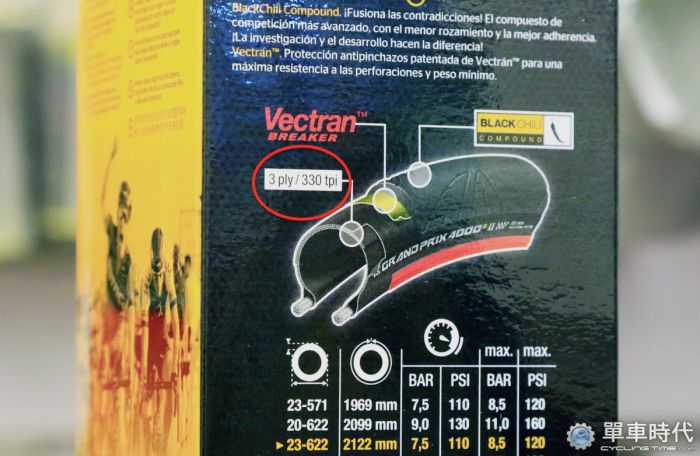 BlackChili Compound. ¡Fusiona las contradicciones! El compuesto de
competición más avanzado, con el menor rozamiento y la mejor adherencia.
¡La investigación y el desarrollo hacen la diferencia!
Vectran™. Protección antipinchazos patentada de Vectrán™ para una
máxima resistencia a las perforaciones y peso mínimo.
Vectran™
BREAKER
BLACKCHILI
COMPOUND
3 ply / 330 tpi
GRAND PRIX 4000 S II
max. max.
BAR PSI BAR PSI
23-571 1969 mm 7,5 110 8,5 120
20-622 2099 mm 9,0 130 11,0 160
▸ 23-622 2122 mm 7,5 110 8,5 120
單車時代
CYCLINGTIME.com